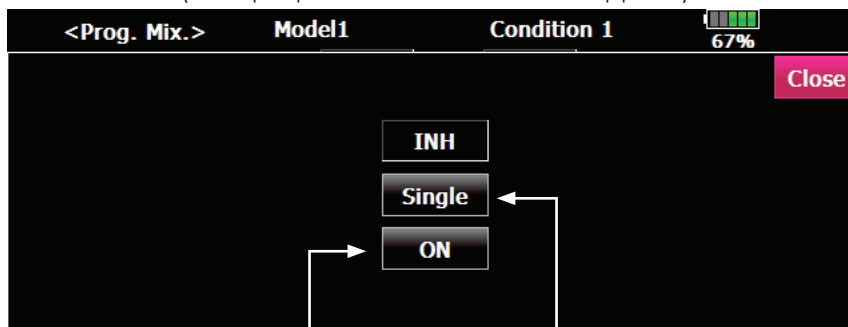 <Prog. Mix.> Model1 Condition 1
67%
Close
INH
Single
ON